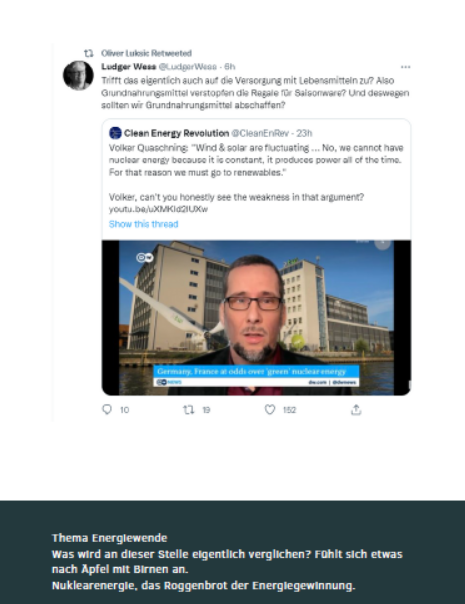 Oliver Luksic Retweeted
Ludger Wess @LudgerWess · 6h
Trifft das eigentlich auch auf die Versorgung mit Lebensmitteln zu? Also
Grundnahrungsmittel verstopfen die Regale für Saisonware? Und deswegen
sollten wir Grundnahrungsmittel abschaffen?
Clean Energy Revolution @CleanEnRev · 23h
Volker Quaschning: "Wind & solar are fluctuating ... No, we cannot have
nuclear energy because it is constant, it produces power all of the time.
For that reason we must go to renewables."
Volker, can't you honestly see the weakness in that argument?
youtu.be/uXMKId2IUXw
Show this thread
DW
Germany, France at odds over 'green' nuclear energy
DW NEWS dw.com | @dwnews
10 19 152
Thema Energiewende
Was wird an dieser Stelle eigentlich verglichen? Fühlt sich etwas
nach Äpfel mit Birnen an.
Nuklearenergie, das Roggenbrot der Energiegewinnung.